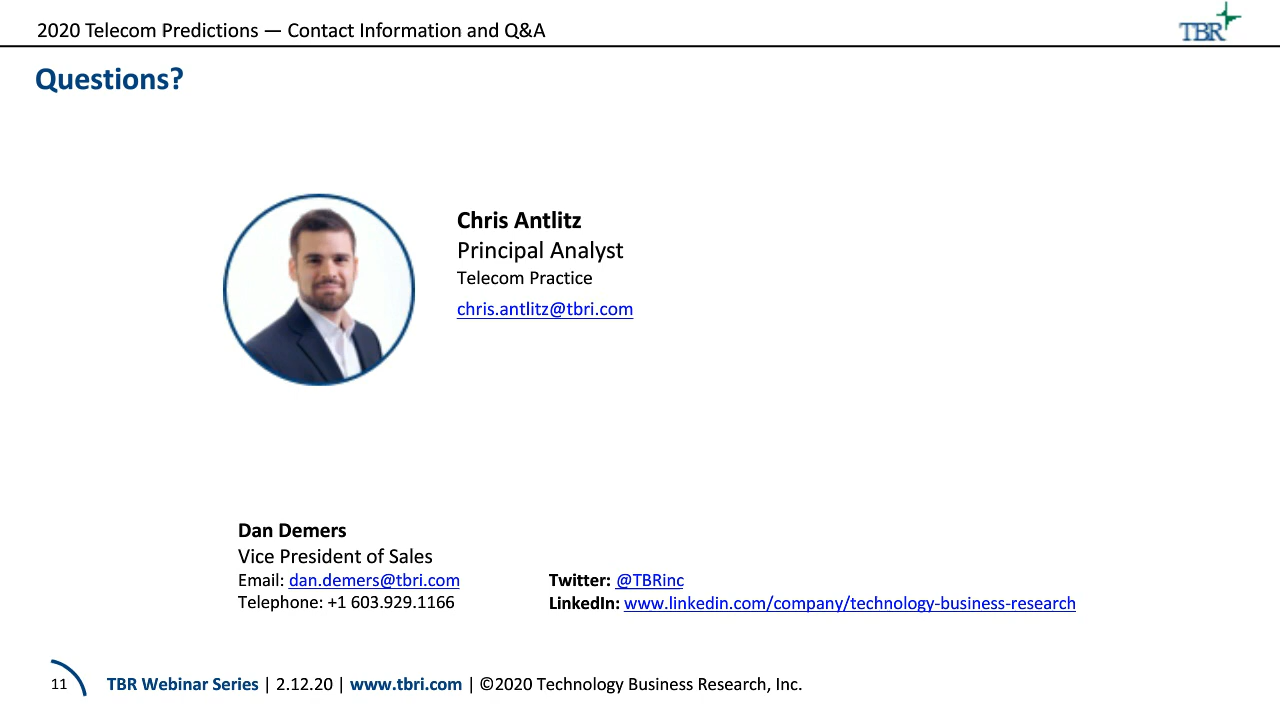 2020 Telecom Predictions — Contact Information and Q&A
TBR
Questions?
Chris Antlitz
Principal Analyst
Telecom Practice
chris.antlitz@tbri.com
Dan Demers
Vice President of Sales
Email: dan.demers@tbri.com
Telephone: +1 603.929.1166
Twitter: @TBRinc
LinkedIn: www.linkedin.com/company/technology-business-research
11
TBR Webinar Series | 2.12.20 | www.tbri.com | ©2020 Technology Business Research, Inc.